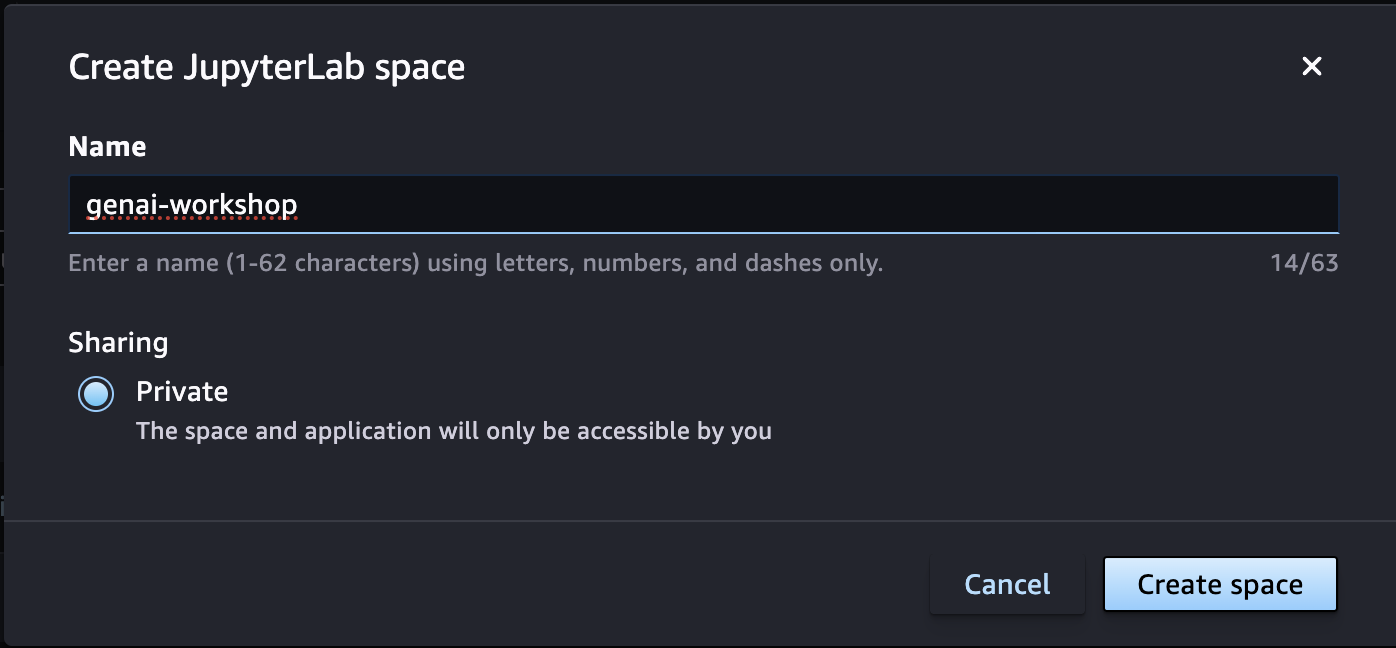 Create JupyterLab space
Name
genai-workshop
Enter a name (1-62 characters) using letters, numbers, and dashes only.
14/63
Sharing
Private
The space and application will only be accessible by you
Cancel
Create space